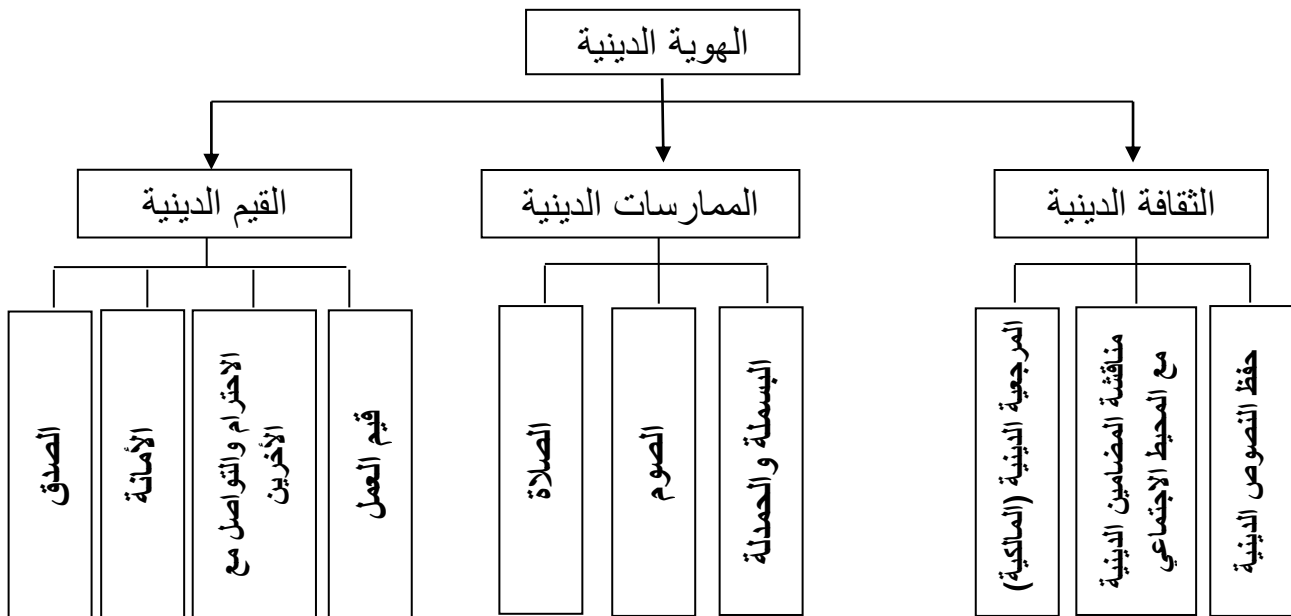 الهوية الدينية
الثقافة الدينية
الممارسات الدينية
القيم الدينية
حفظ النصوص الدينية
مناقشة المضامين الدينية
مع المحيط الاجتماعي
المرجعية الدينية (المالكية)
البسملة والحمدلة
الصوم
الصلاة
قيم العمل
الاحترام والتواصل مع
الأخرين
الأمانة
الصدق